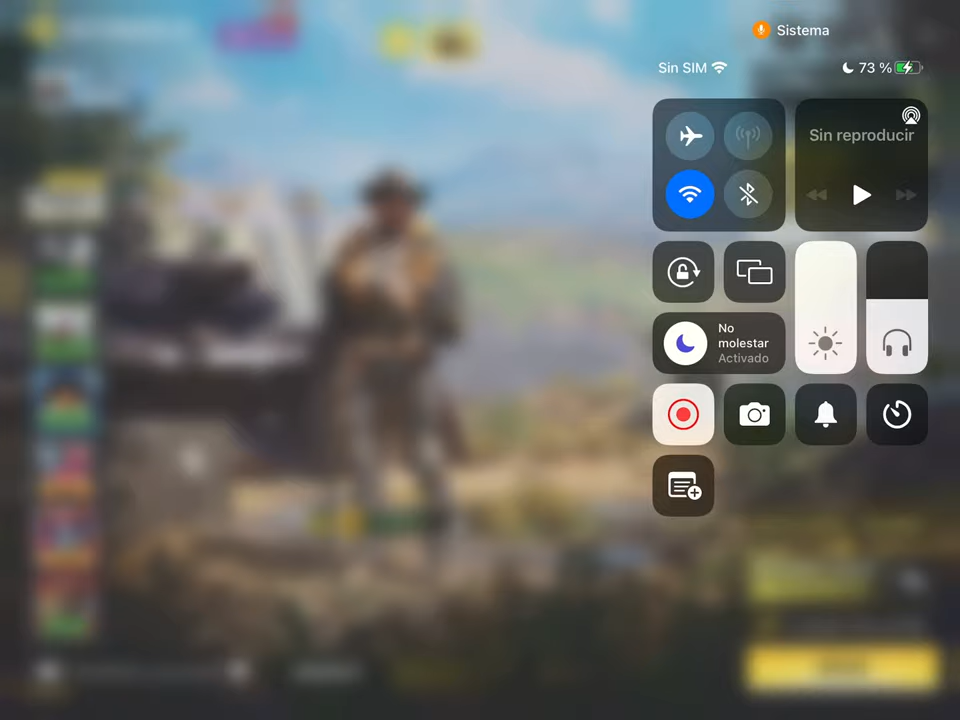 Sistema
Sin SIM
73 %
Sin reproducir
No
molestar
Activado